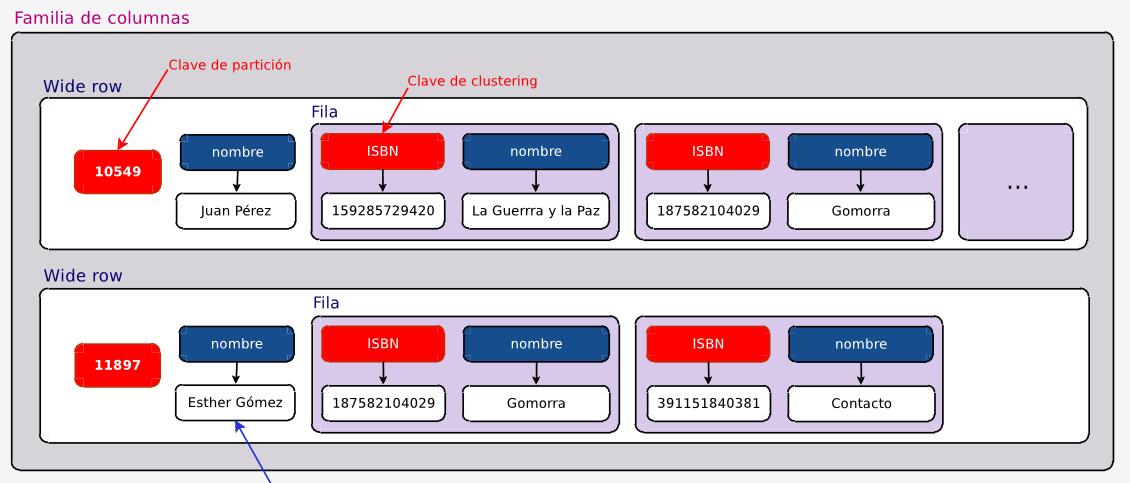 Familia de columnas
Clave de partición
Clave de clustering
Wide row
Fila
10549
nombre
Juan Pérez
ISBN
159285729420
nombre
La Guerrra y la Paz
ISBN
187582104029
nombre
Gomorra
...
Wide row
Fila
11897
nombre
Esther Gómez
ISBN
187582104029
nombre
Gomorra
ISBN
391151840381
nombre
Contacto